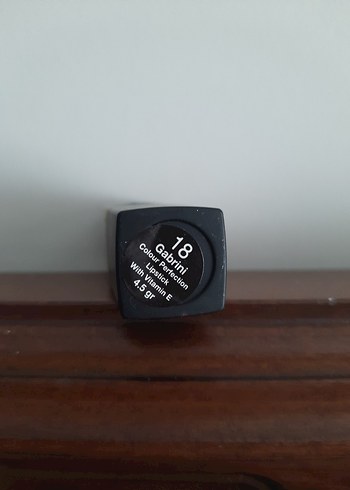 18
Gabrini
Colour Perfection
Lipstick
With Vitamin E
4.5 gr